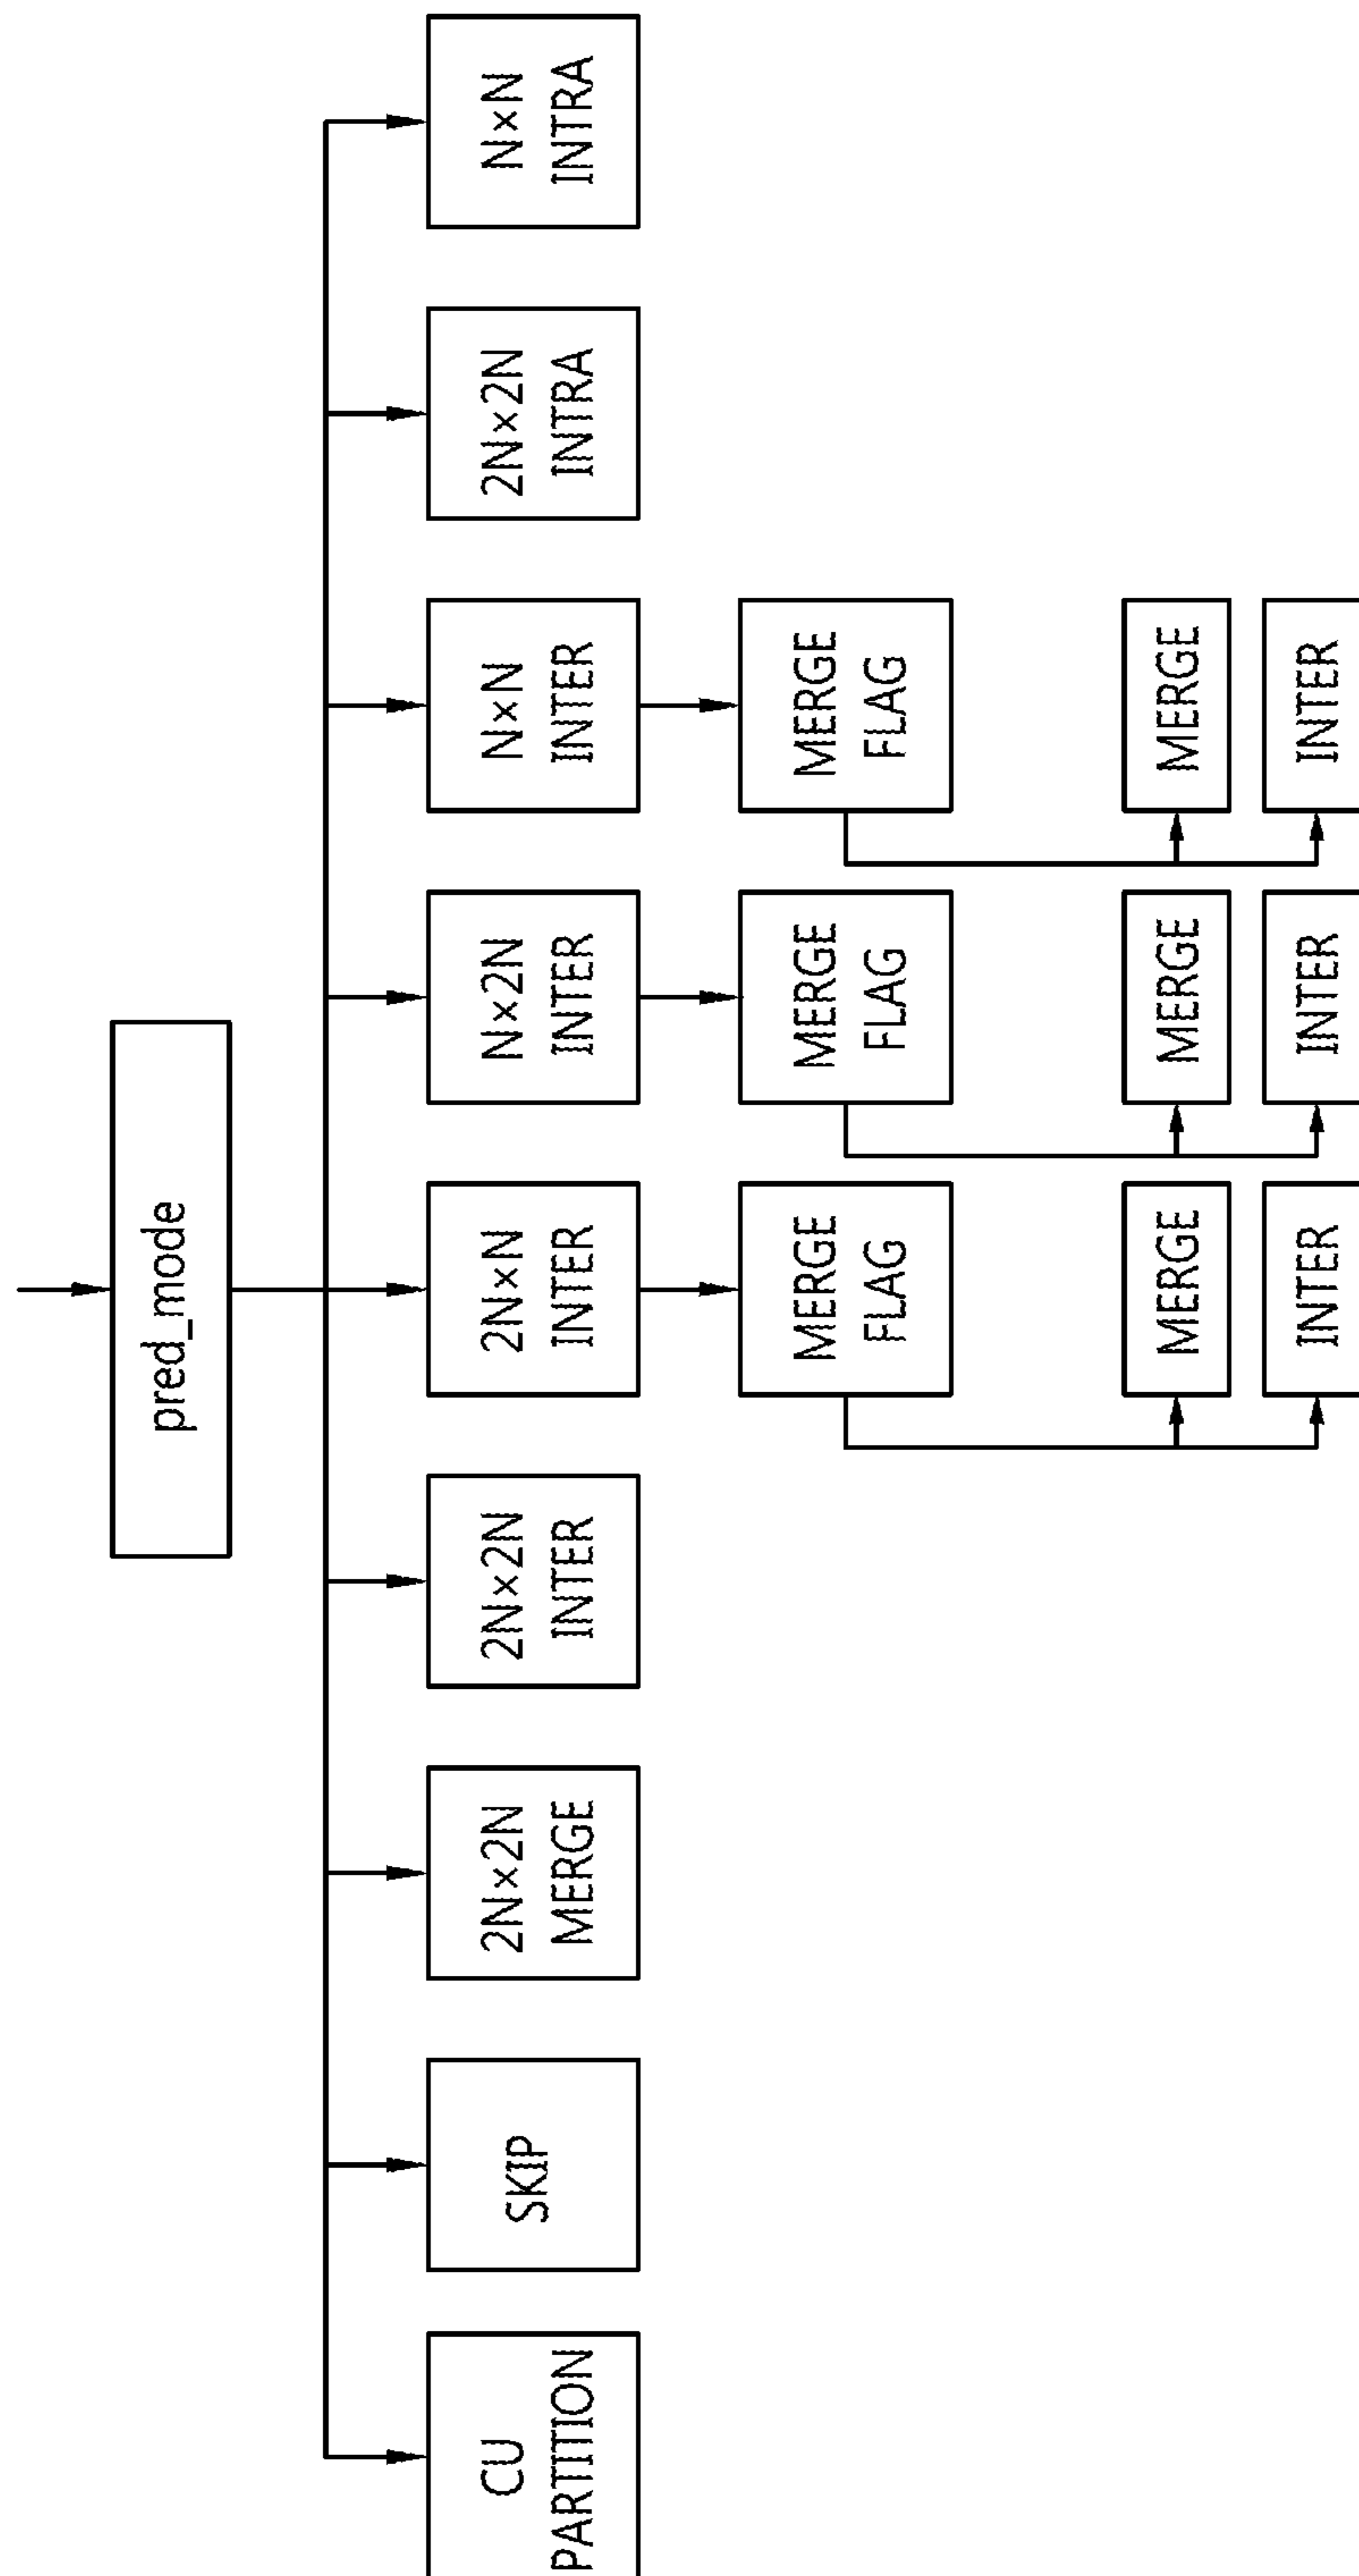 pred_mode
CU
PARTITION
SKIP
2N×2N
MERGE
2N×2N
INTER
2N×N
INTER
N×2N
INTER
N×N
INTER
2N×2N
INTRA
N×N
INTRA
MERGE
FLAG
MERGE
FLAG
MERGE
FLAG
MERGE
MERGE
MERGE
INTER
INTER
INTER